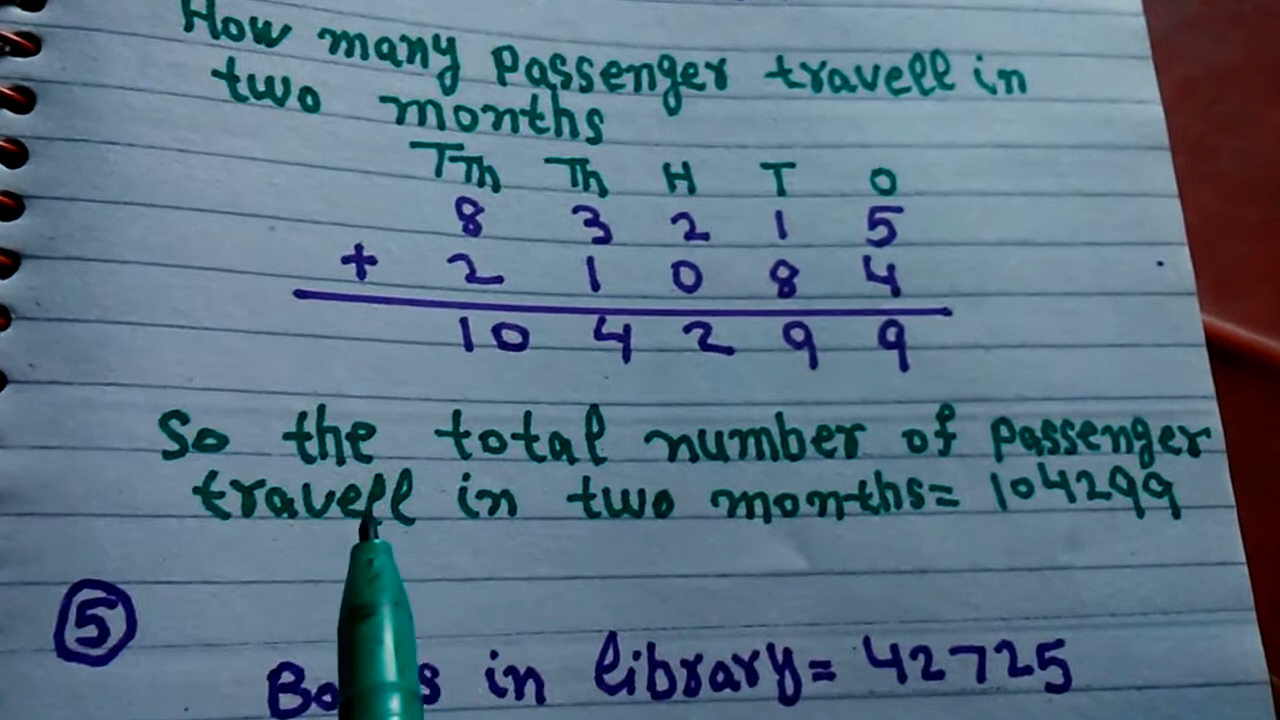 How many Passenger travell in
two months
TTh Th H T O
8 3 2 1 5
+ 2 1 0 8 4
10 4 2 9 9
So the total number of Passenger
travell in two months= 104299
5
in library= 42725